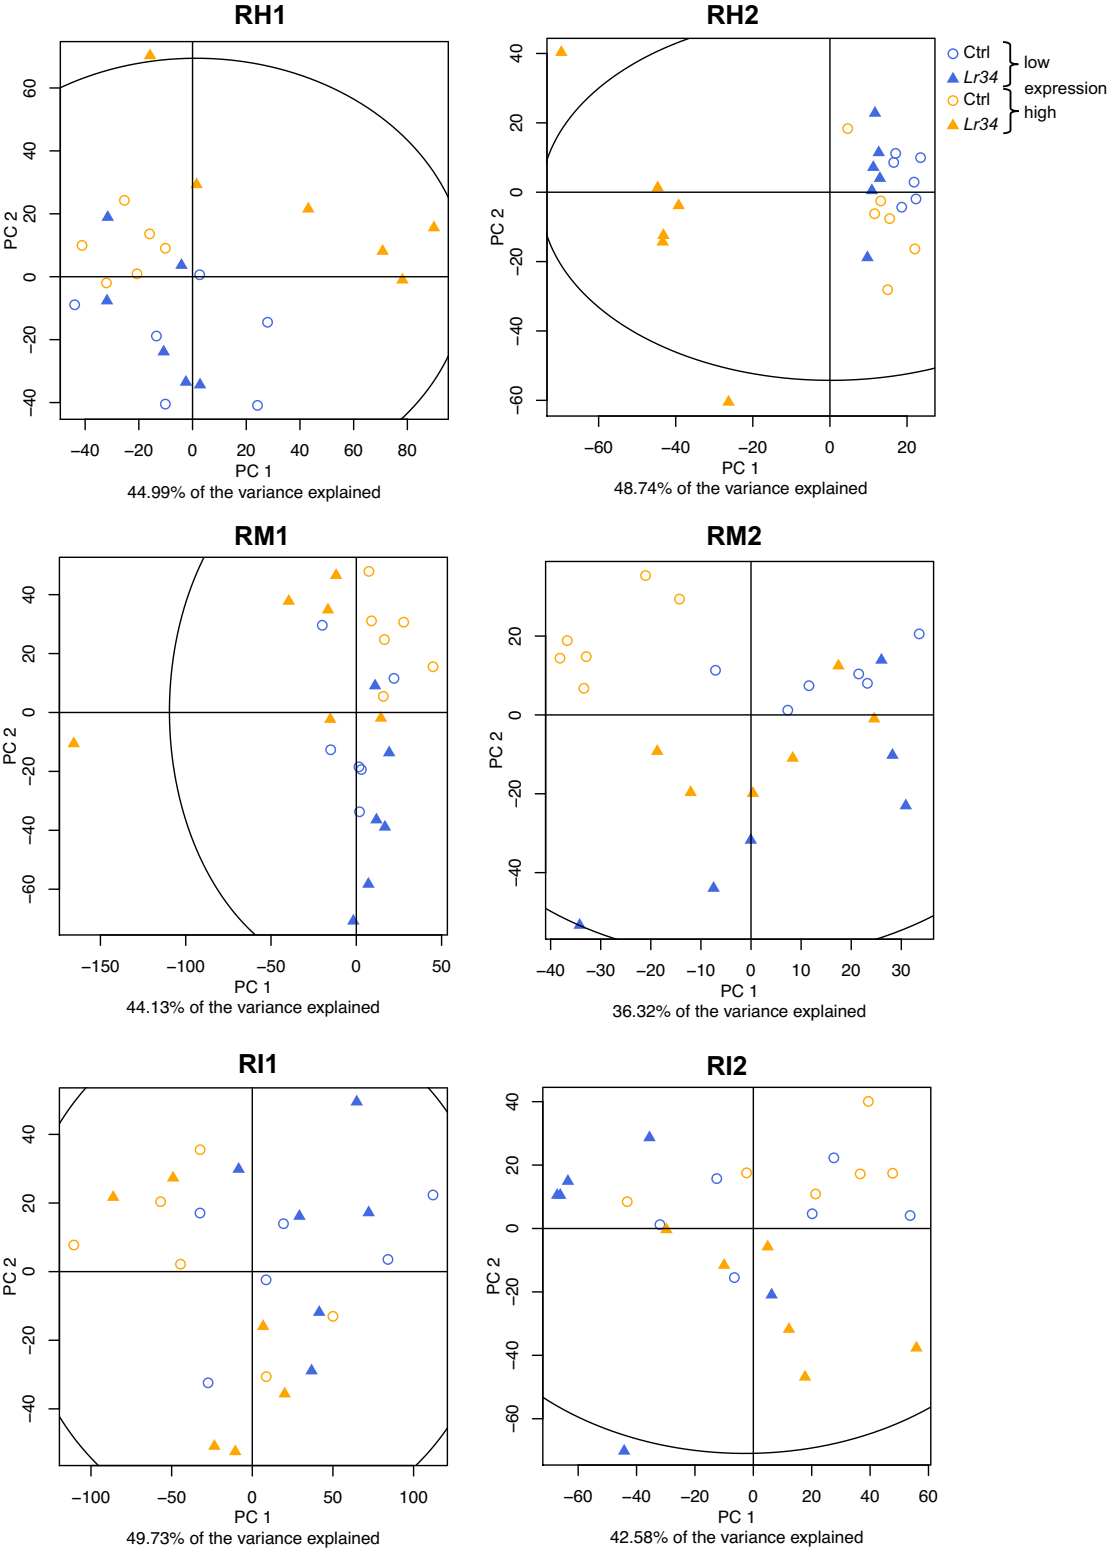 RH1
60
40
20
0
−20
−40
PC 2
−40 −20 0 20 40 60 80
PC 1
44.99% of the variance explained
RH2
40
20
0
−20
−40
−60
PC 2
−60 −40 −20 0 20
PC 1
48.74% of the variance explained
Ctrl
Lr34
low
expression
Ctrl
Lr34
high
RM1
40
20
0
−20
−40
−60
PC 2
−150 −100 −50 0 50
PC 1
44.13% of the variance explained
RM2
20
0
−20
−40
PC 2
−40 −30 −20 −10 0 10 20 30
PC 1
36.32% of the variance explained
RI1
40
20
0
−20
−40
PC 2
−100 −50 0 50 100
PC 1
49.73% of the variance explained
RI2
40
20
0
−20
−40
−60
PC 2
−60 −40 −20 0 20 40 60
PC 1
42.58% of the variance explained